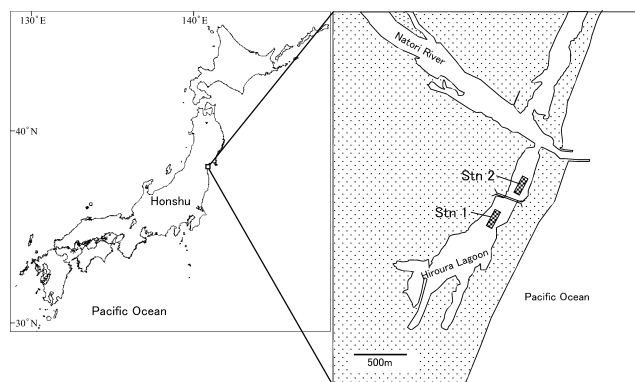 130°E
140°E
40°N
Honshu
30°N
Pacific Ocean
Natori River
Stn 2
Stn 1
Hiroura Lagoon
Pacific Ocean
500m